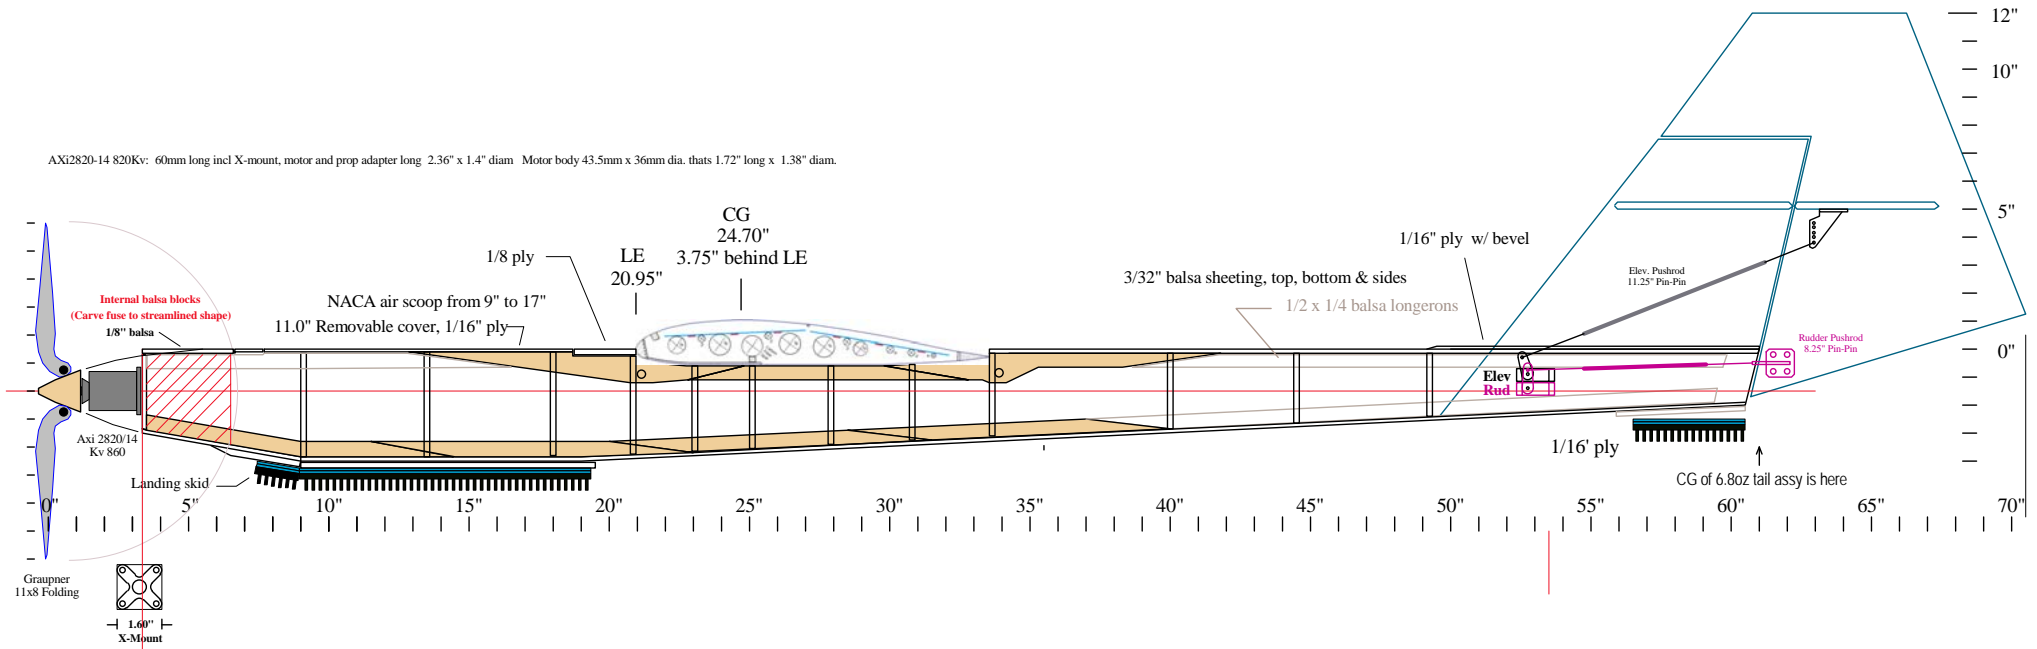 12"
10"
AXi2820-14 820Kv: 60mm long incl X-mount, motor and prop adapter long 2.36" x 1.4" diam Motor body 43.5mm x 36mm dia. thats 1.72" long x 1.38" diam.
5"
CG
24.70"
3.75" behind LE
LE
20.95"
1/8 ply
1/16" ply w/ bevel
3/32" balsa sheeting, top, bottom & sides
1/2 x 1/4 balsa longerons
Elev. Pushrod
11.25" Pin-Pin
Internal balsa blocks
(Carve fuse to streamlined shape)
1/8" balsa
NACA air scoop from 9" to 17"
11.0" Removable cover, 1/16" ply
Rudder Pushrod
8.25" Pin-Pin
0"
Elev
Rud
Axi 2820/14
Kv 860
1/16' ply
Landing skid
CG of 6.8oz tail assy is here
0" 5" 10" 15" 20" 25" 30" 35" 40" 45" 50" 55" 60" 65" 70"
Graupner
11x8 Folding
1.60"
X-Mount